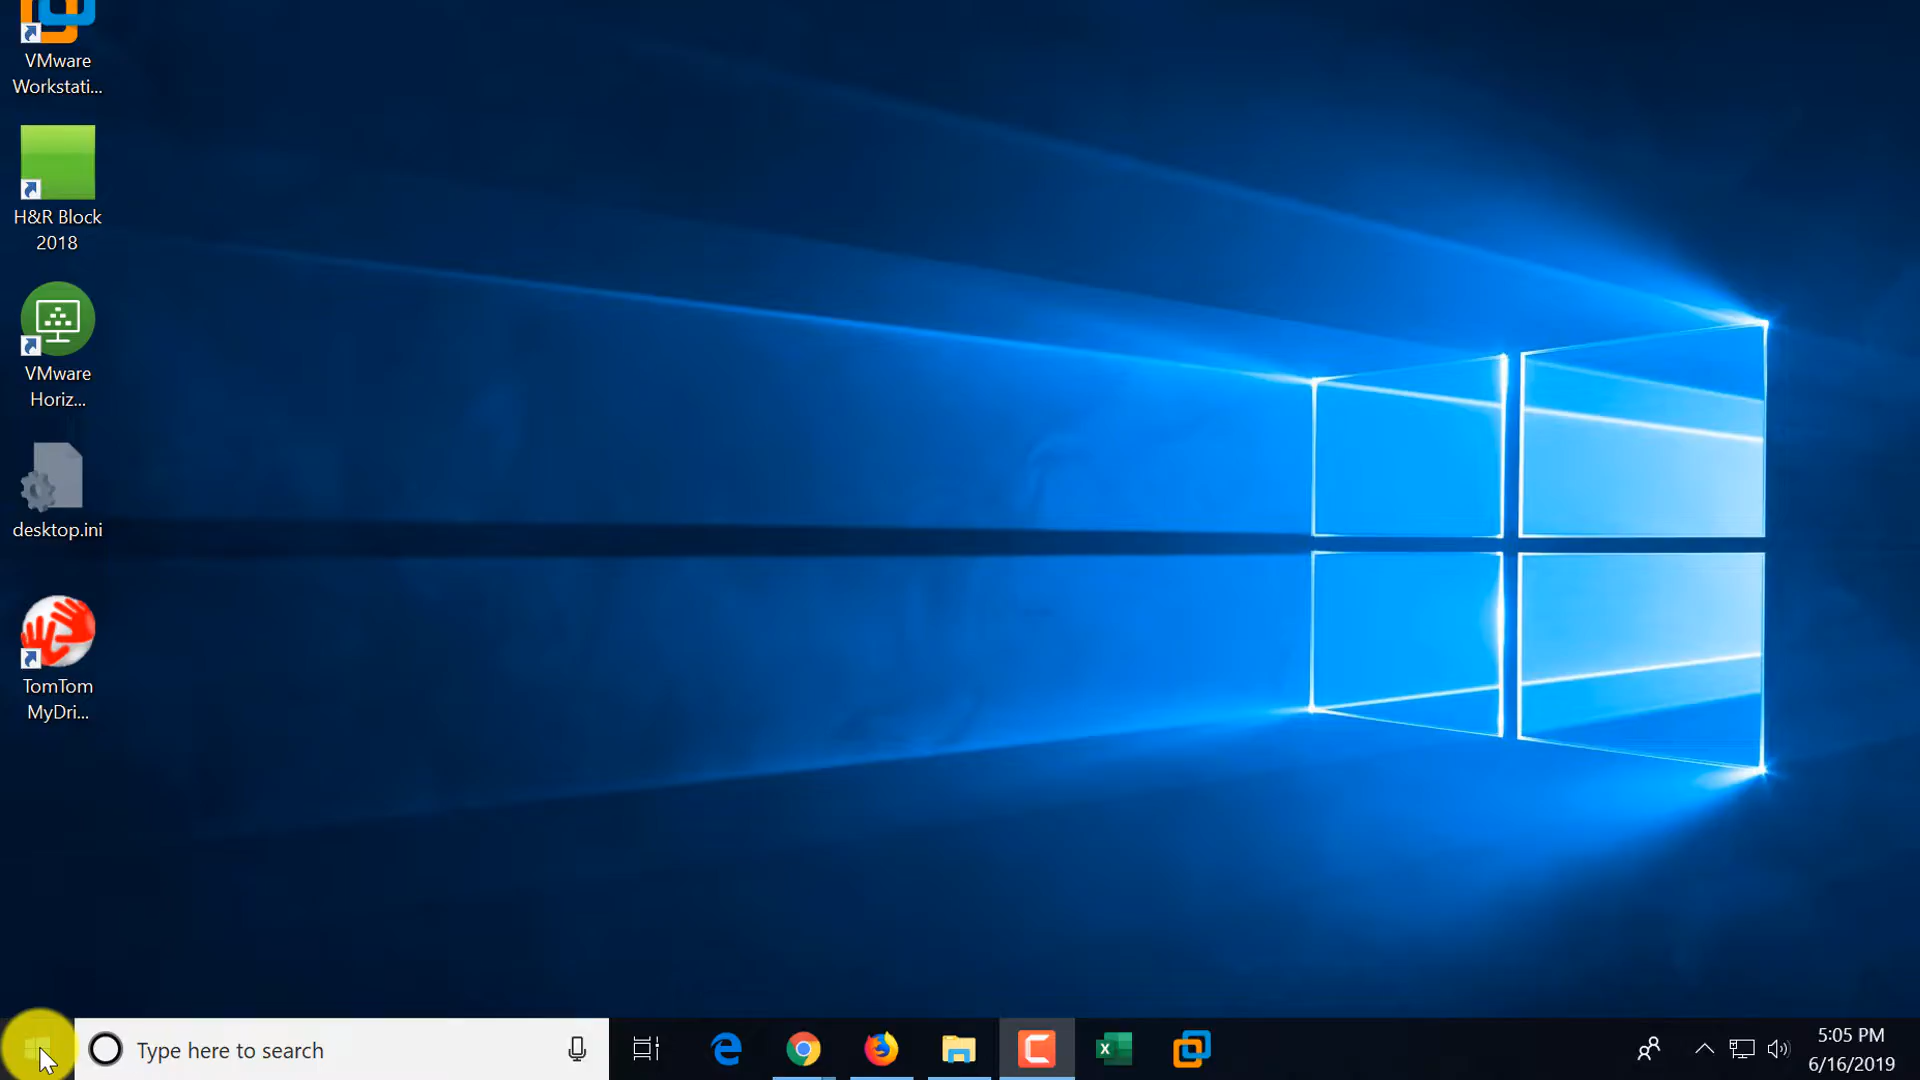 VMware
Workstati...
H&R Block
2018
VMware
Horiz...
desktop.ini
TomTom
MyDri...
Type here to search
5:05 PM
6/16/2019